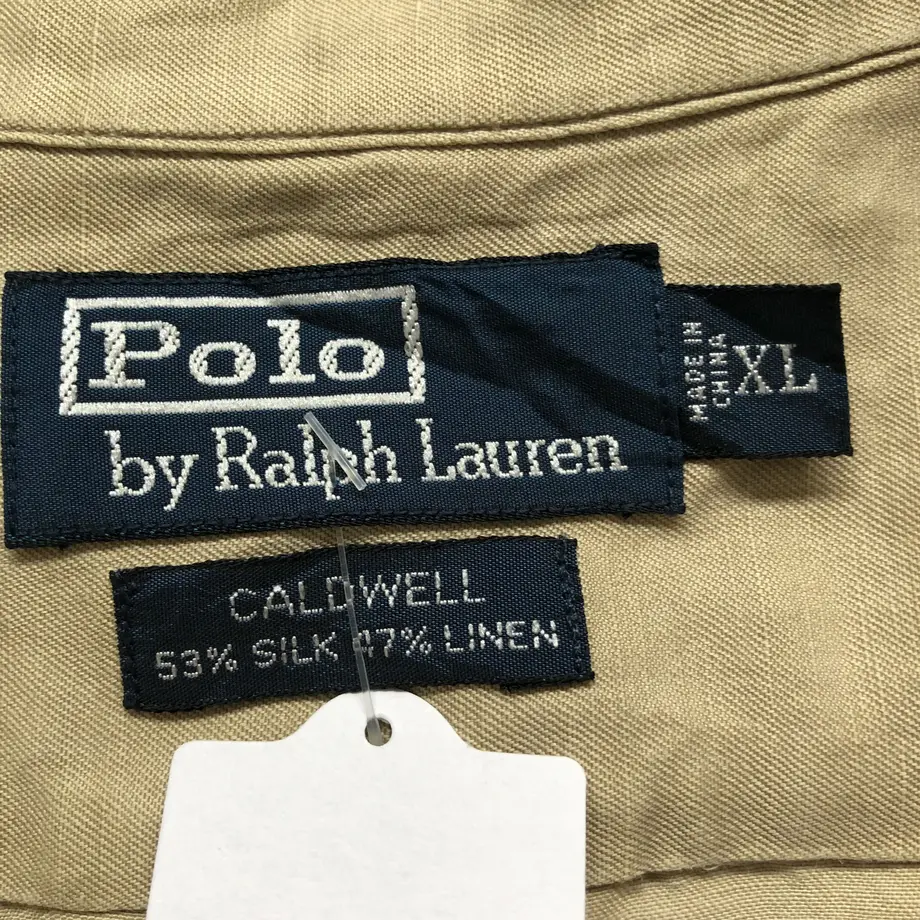 Polo
by Ralph Lauren
MADE IN
CHINA
XL
CALDWELL
53% SILK 47% LINEN